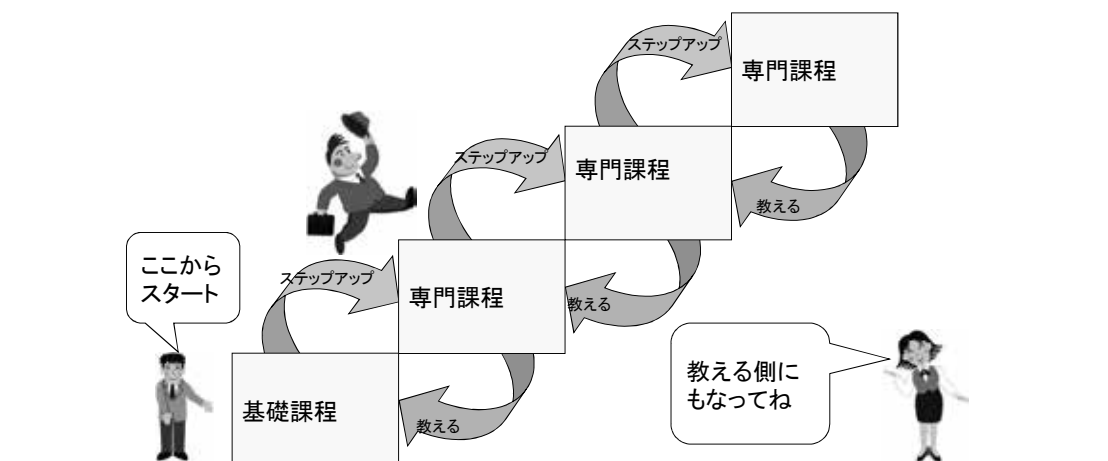 ステップアップ
専門課程
ステップアップ
専門課程
教える
ここから
スタート
ステップアップ
専門課程
教える
教える側に
もなってね
基礎課程
教える